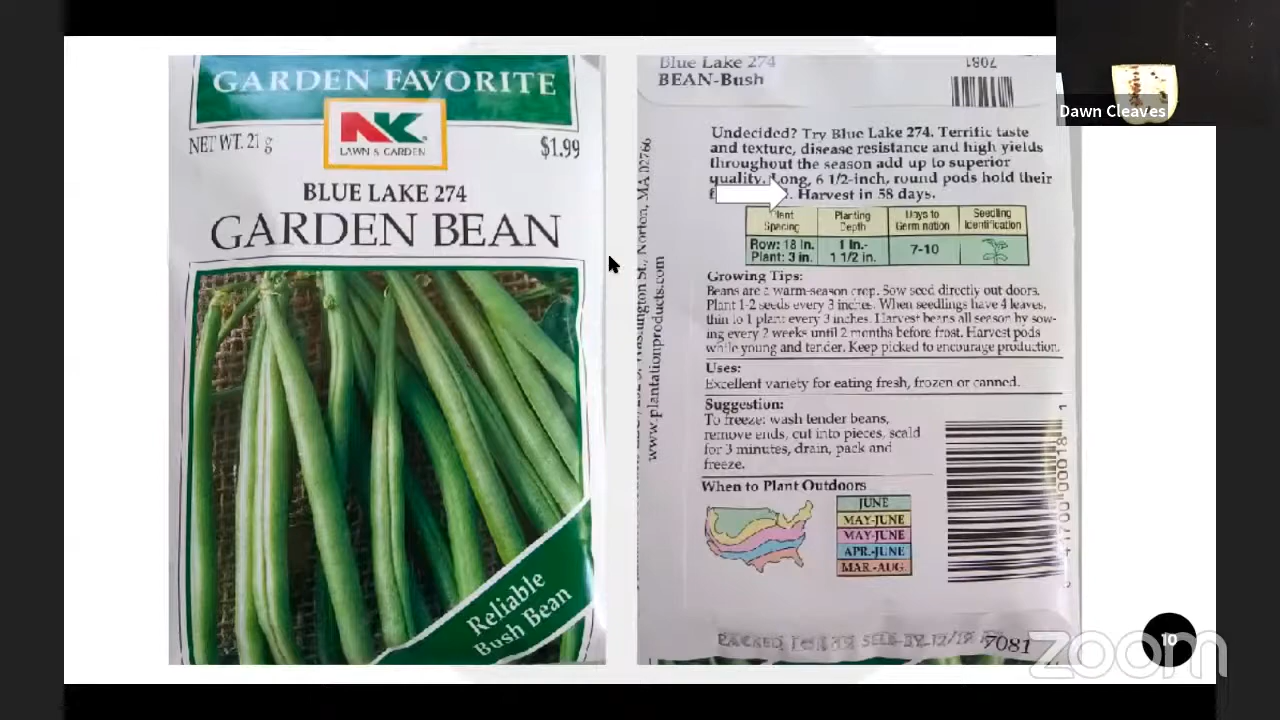 GARDEN FAVORITE
NET WT. 21 g
NK
LAWN & GARDEN
$1.99
BLUE LAKE 274
GARDEN BEAN
Reliable
Bush Bean
Blue Lake 274
BEAN-Bush
7081
Undecided? Try Blue Lake 274. Terrific taste
and texture, disease resistance and high yields
throughout the season add up to superior
quality. Long, 6 1/2-inch, round pods hold their
Harvest in 58 days.
Plant Spacing
Planting Depth
Days to Germination
Seedling Identification
Row: 18 in.
Plant: 3 in.
1 In.-
1 1/2 in.
7-10
Growing Tips:
Beans are a warm-season crop. Sow seed directly out doors.
Plant 1-2 seeds every 3 inches. When seedlings have 4 leaves,
thin to 1 plant every 3 inches. Harvest beans all season by sow-
ing every 2 weeks until 2 months before frost. Harvest pods
while young and tender. Keep picked to encourage production.
Uses:
Excellent variety for eating fresh, frozen or canned.
Suggestion:
To freeze: wash tender beans,
remove ends, cut into pieces, scald
for 3 minutes, drain, pack and
freeze.
When to Plant Outdoors
JUNE
MAY-JUNE
MAY-JUNE
APR.-JUNE
MAR.-AUG.
Norton, MA 02766
www.plantationproducts.com
7081
Dawn Cleaves
10
zoom